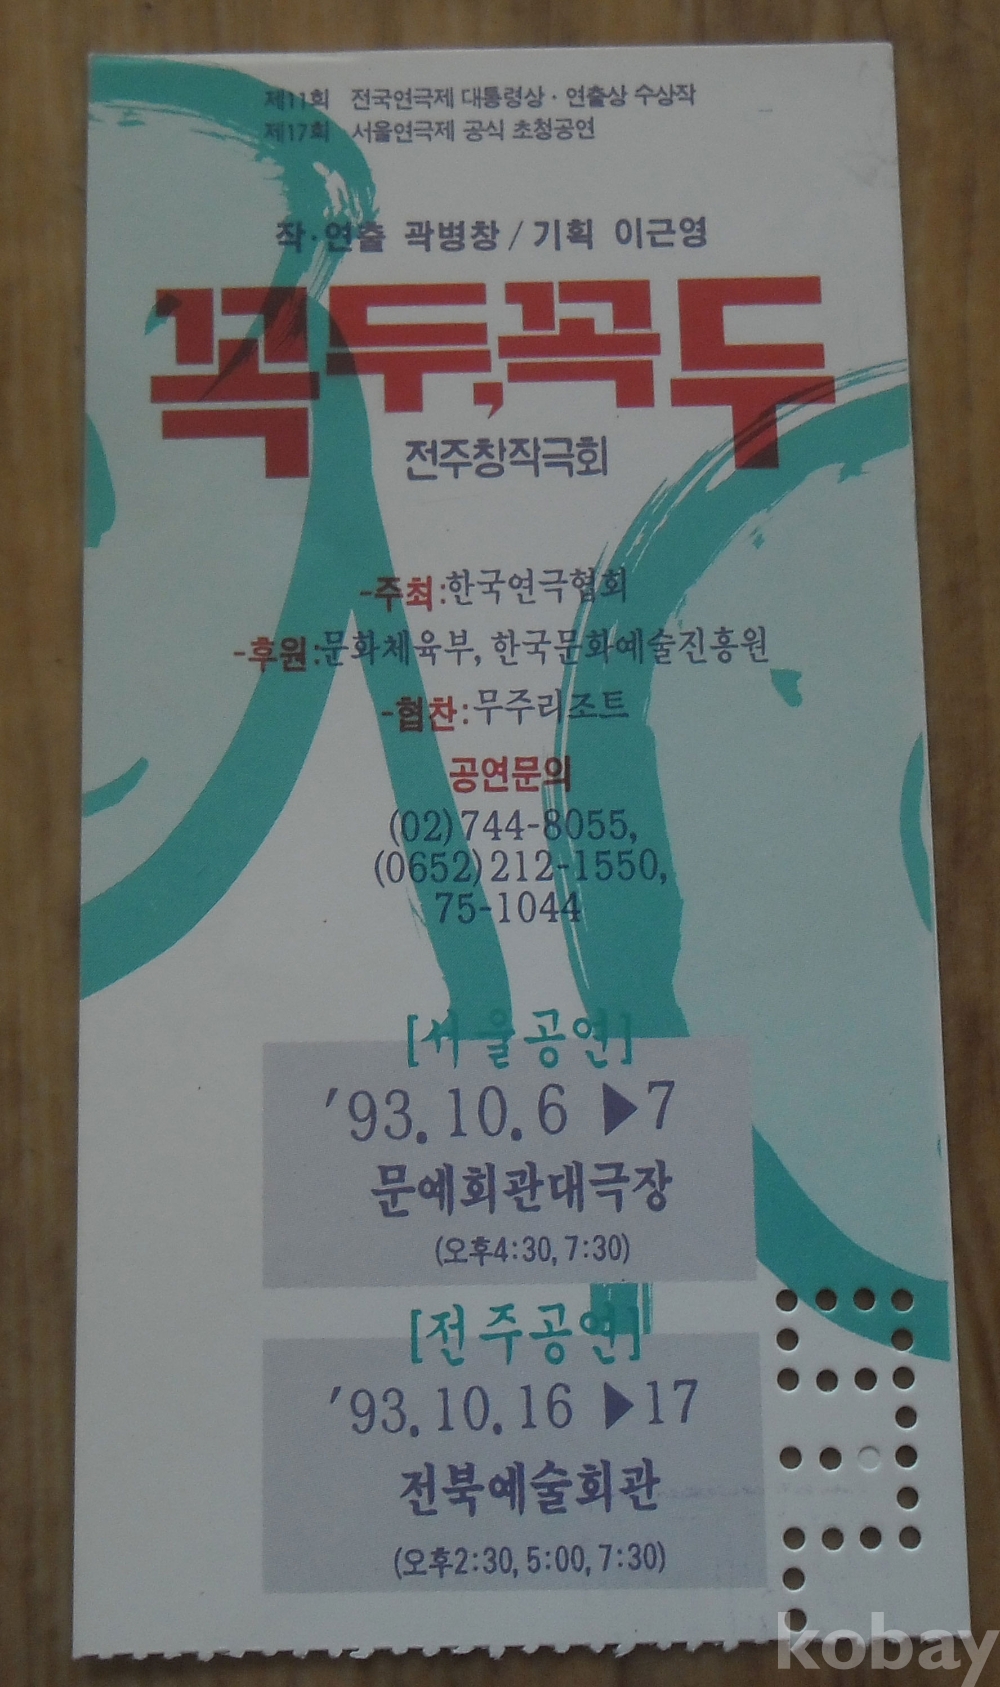 제11회 전국연극제 대통령상·연출상 수상작
제17회 서울연극제 공식 초청공연
작·연출 곽병창 / 기획 이근영
꼭두, 꼭두
전주창작극회
-주최:한국연극협회
-후원:문화체육부, 한국문화예술진흥원
-협찬:무주리조트
공연문의
(02)744-8055,
(0652)212-1550,
75-1044
[서울공연]
'93.10.6 ▶7
문예회관대극장
(오후4:30, 7:30)
[전주공연]
'93.10.16 ▶17
전북예술회관
(오후2:30, 5:00, 7:30)
kobay